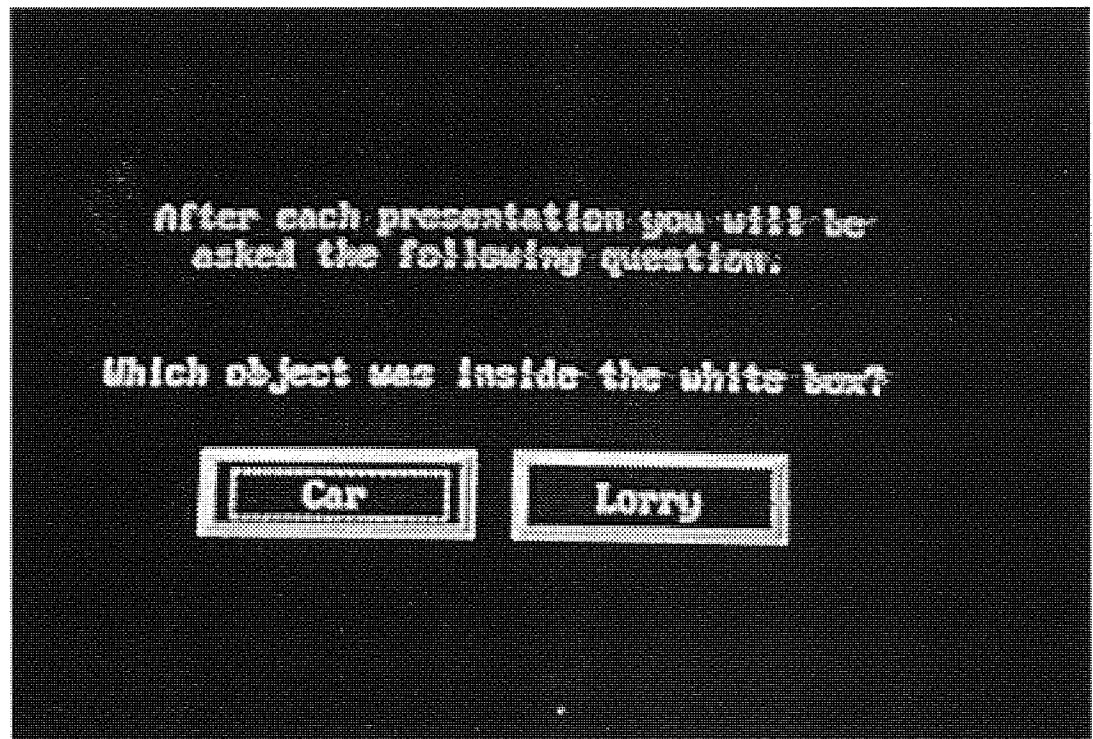 After each presentation you will be
asked the following question.
Which object was inside the white box?
Car Lorry